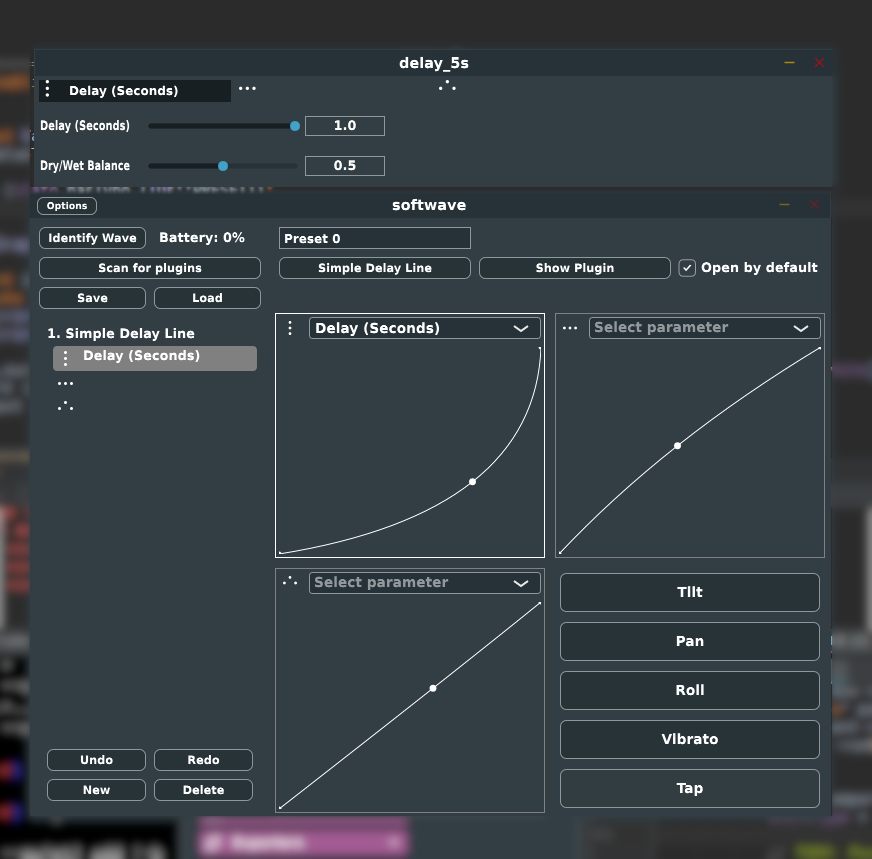 delay_5s
Delay (Seconds)
Delay (Seconds) 1.0
Dry/Wet Balance 0.5
Options softwave
Identify Wave Battery: 0% Preset 0
Scan for plugins Simple Delay Line Show Plugin Open by default
Save Load
1. Simple Delay Line
Delay (Seconds)
Delay (Seconds) Select parameter
Select parameter
Tilt
Pan
Roll
Vibrato
Tap
Undo Redo
New Delete